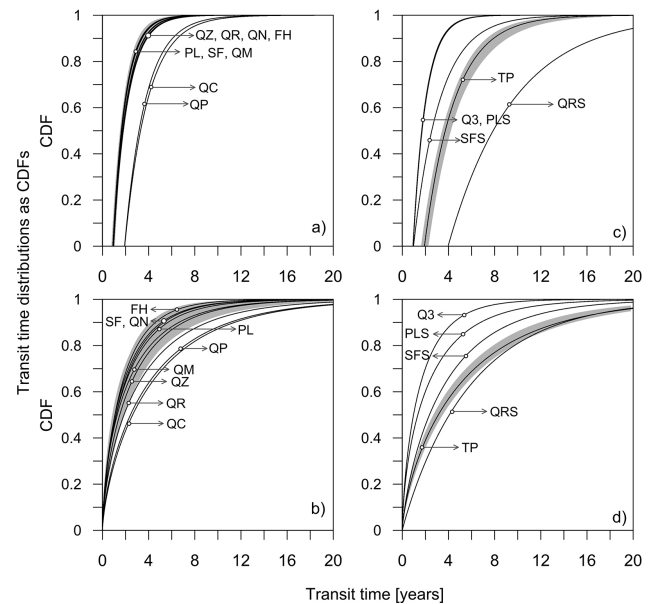 Transit time distributions as CDFs
CDF
1
0.8
0.6
0.4
0.2
0
QZ, QR, QN, FH
PL, SF, QM
QC
QP
a)
0 4 8 12 16 20
CDF
1
0.8
0.6
0.4
0.2
0
TP
QRS
Q3, PLS
SFS
c)
0 4 8 12 16 20
CDF
1
0.8
0.6
0.4
0.2
0
FH
SF, QN
PL
QP
QM
QZ
QR
QC
b)
0 4 8 12 16 20
1
0.8
0.6
0.4
0.2
0
Q3
PLS
SFS
QRS
TP
d)
0 4 8 12 16 20
Transit time [years]